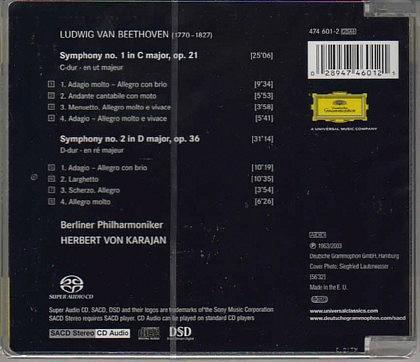 LUDWIG VAN BEETHOVEN (1770–1827)
474 601-2
Symphony no. 1 in C major, op. 21 [25'06]
C-dur · en ut majeur
1. Adagio molto – Allegro con brio [9'34]
2. Andante cantabile con moto [5'53]
3. Menuetto. Allegro molto e vivace [3'58]
4. Adagio – Allegro molto e vivace [5'41]
Symphony no. 2 in D major, op. 36 [31'14]
D-dur · en ré majeur
1. Adagio – Allegro con brio [10'19]
2. Larghetto [10'35]
3. Scherzo. Allegro [3'54]
4. Allegro molto [6'26]
Berliner Philharmoniker
HERBERT VON KARAJAN
0 28947 46012
Deutsche Grammophon
A UNIVERSAL MUSIC COMPANY
SUPER AUDIO CD
Super Audio CD, SACD, DSD and their logos are trademarks of the Sony Music Corporation
SACD Stereo requires SACD player. CD Audio can be played on standard CD players
SACD Stereo CD Audio DSD
℗ 1963/2003
Deutsche Grammophon GmbH, Hamburg
Cover Photo: Siegfried Lauterwasser
[56'32]
Made in the E. U.
www.universalclassics.com
www.deutschegrammophon.com/sacd